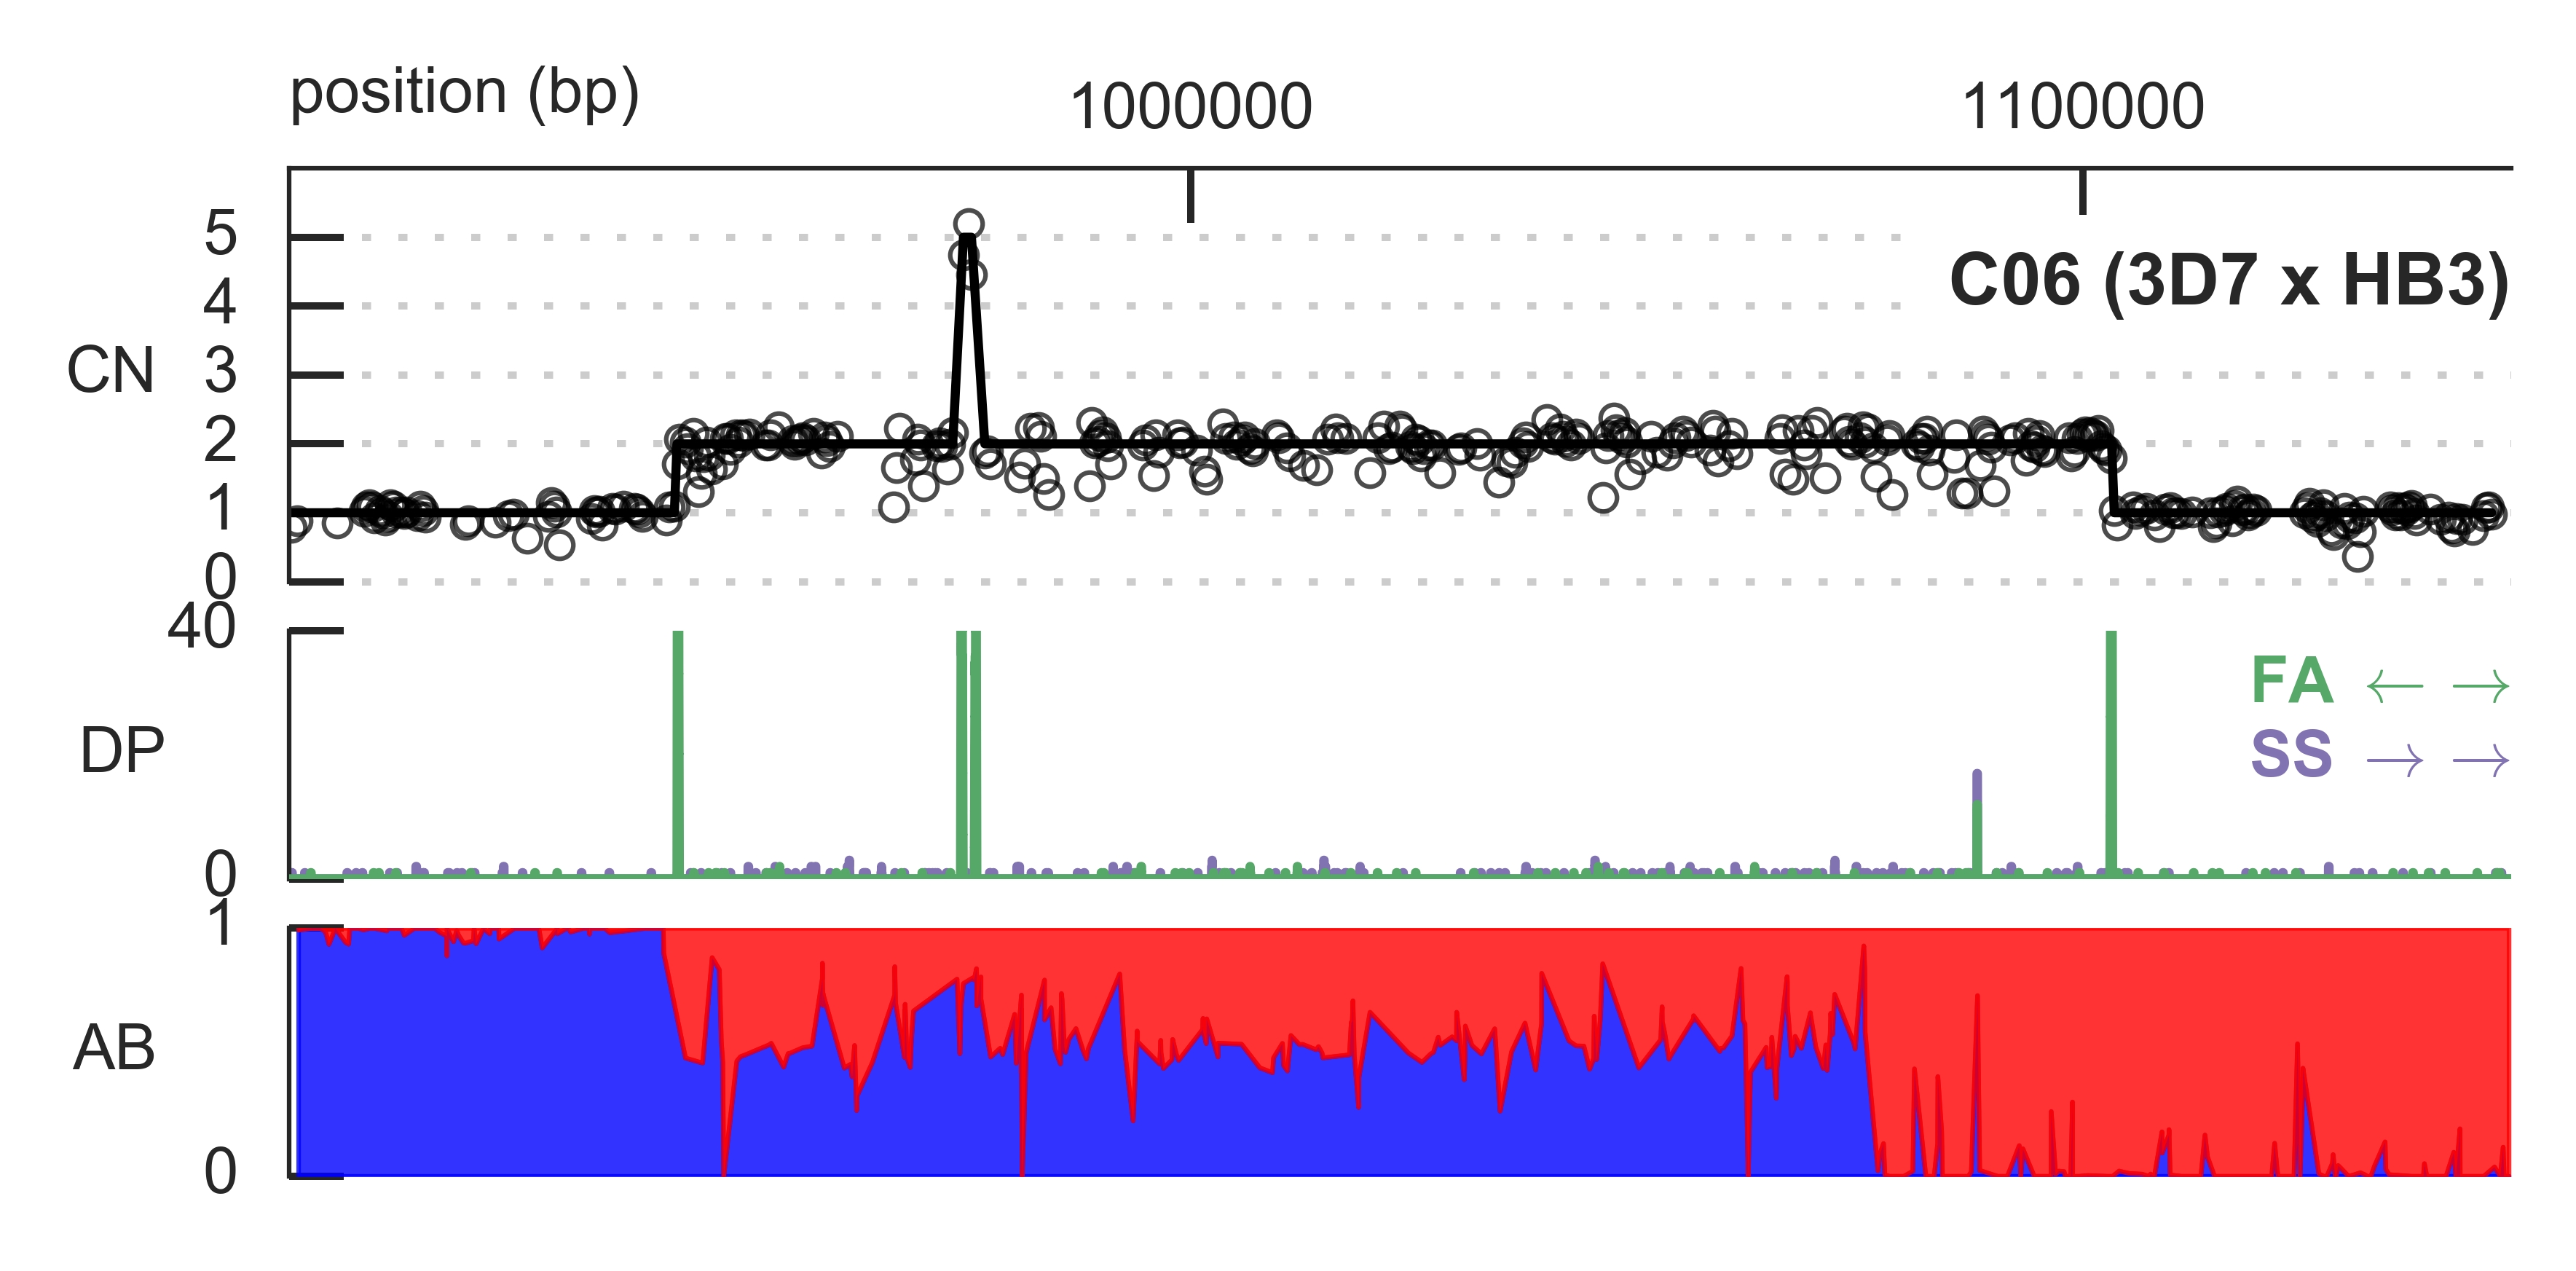 position (bp)
1000000
1100000
5
4
3
2
1
0
CN
C06 (3D7 x HB3)
40
0
DP
FA ← →
SS → →
1
0
AB